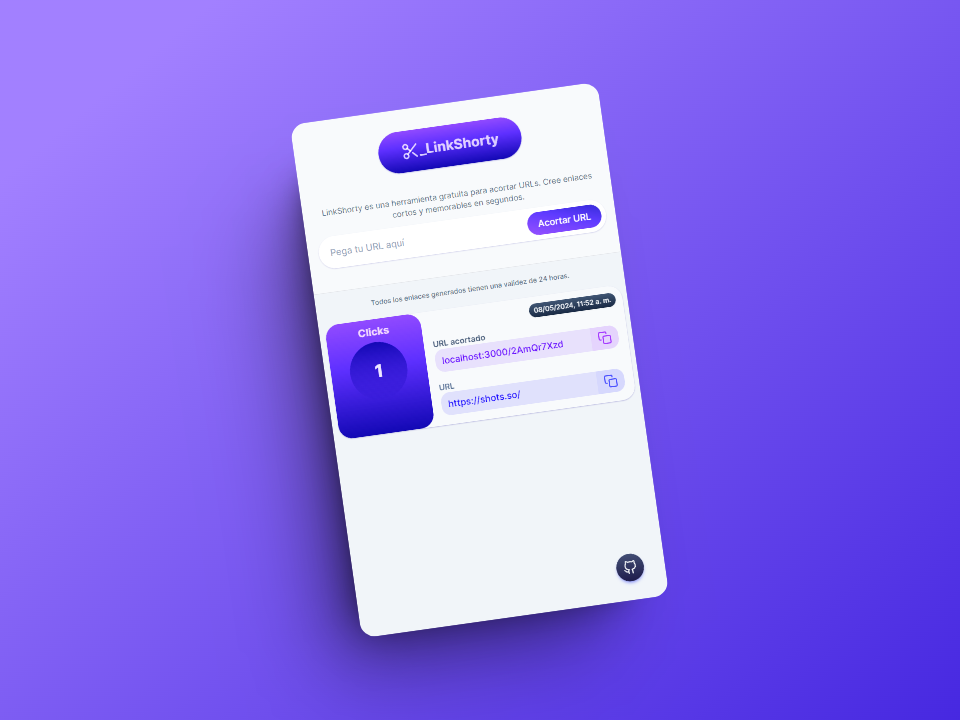 _LinkShorty
LinkShorty es una herramienta gratuita para acortar URLs. Cree enlaces
cortos y memorables en segundos.
Pega tu URL aquí
Acortar URL
Todos los enlaces generados tienen una validez de 24 horas.
08/05/2024, 11:52 a. m.
Clicks
1
URL acortado
localhost:3000/2AmQr7Xzd
URL
https://shots.so/